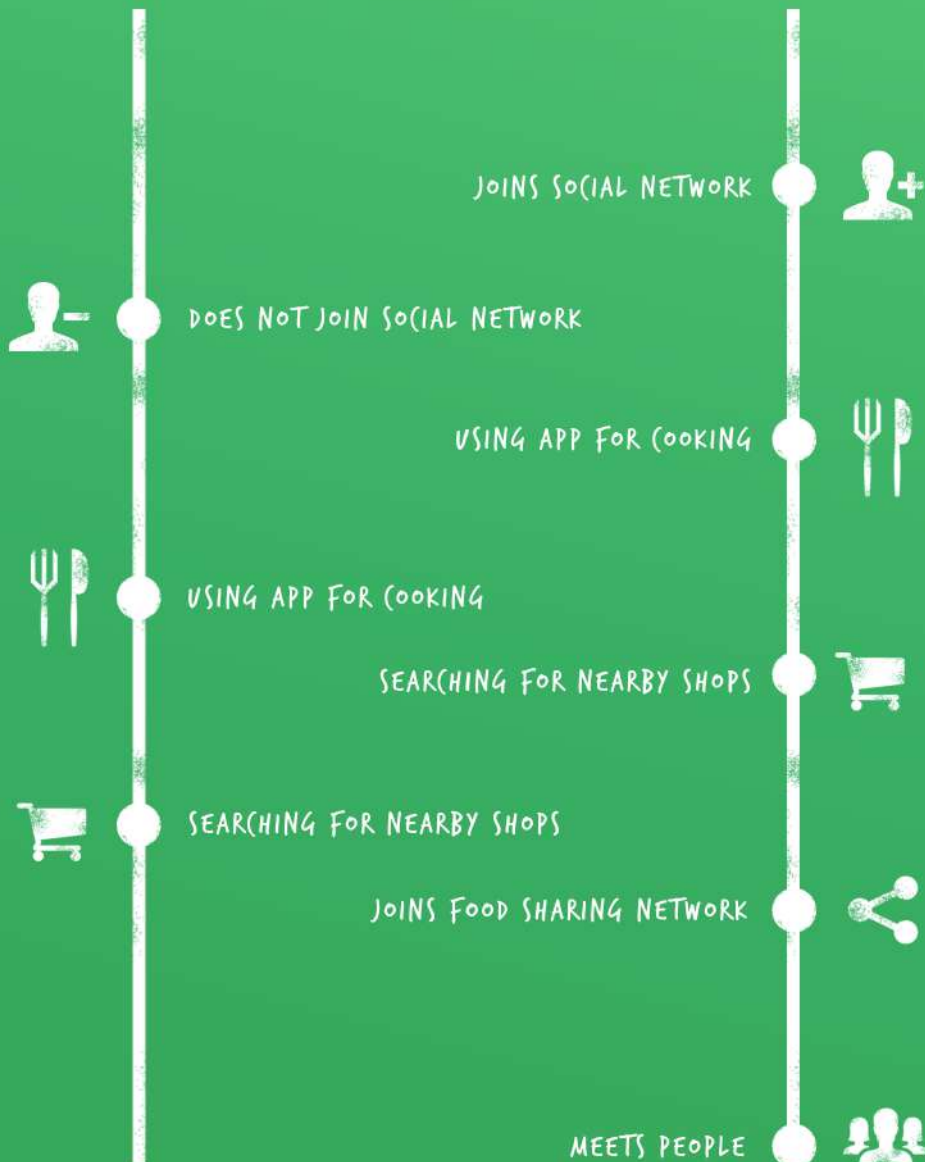 JOINS SOCIAL NETWORK
DOES NOT JOIN SOCIAL NETWORK
USING APP FOR COOKING
USING APP FOR COOKING
SEARCHING FOR NEARBY SHOPS
SEARCHING FOR NEARBY SHOPS
JOINS FOOD SHARING NETWORK
MEETS PEOPLE